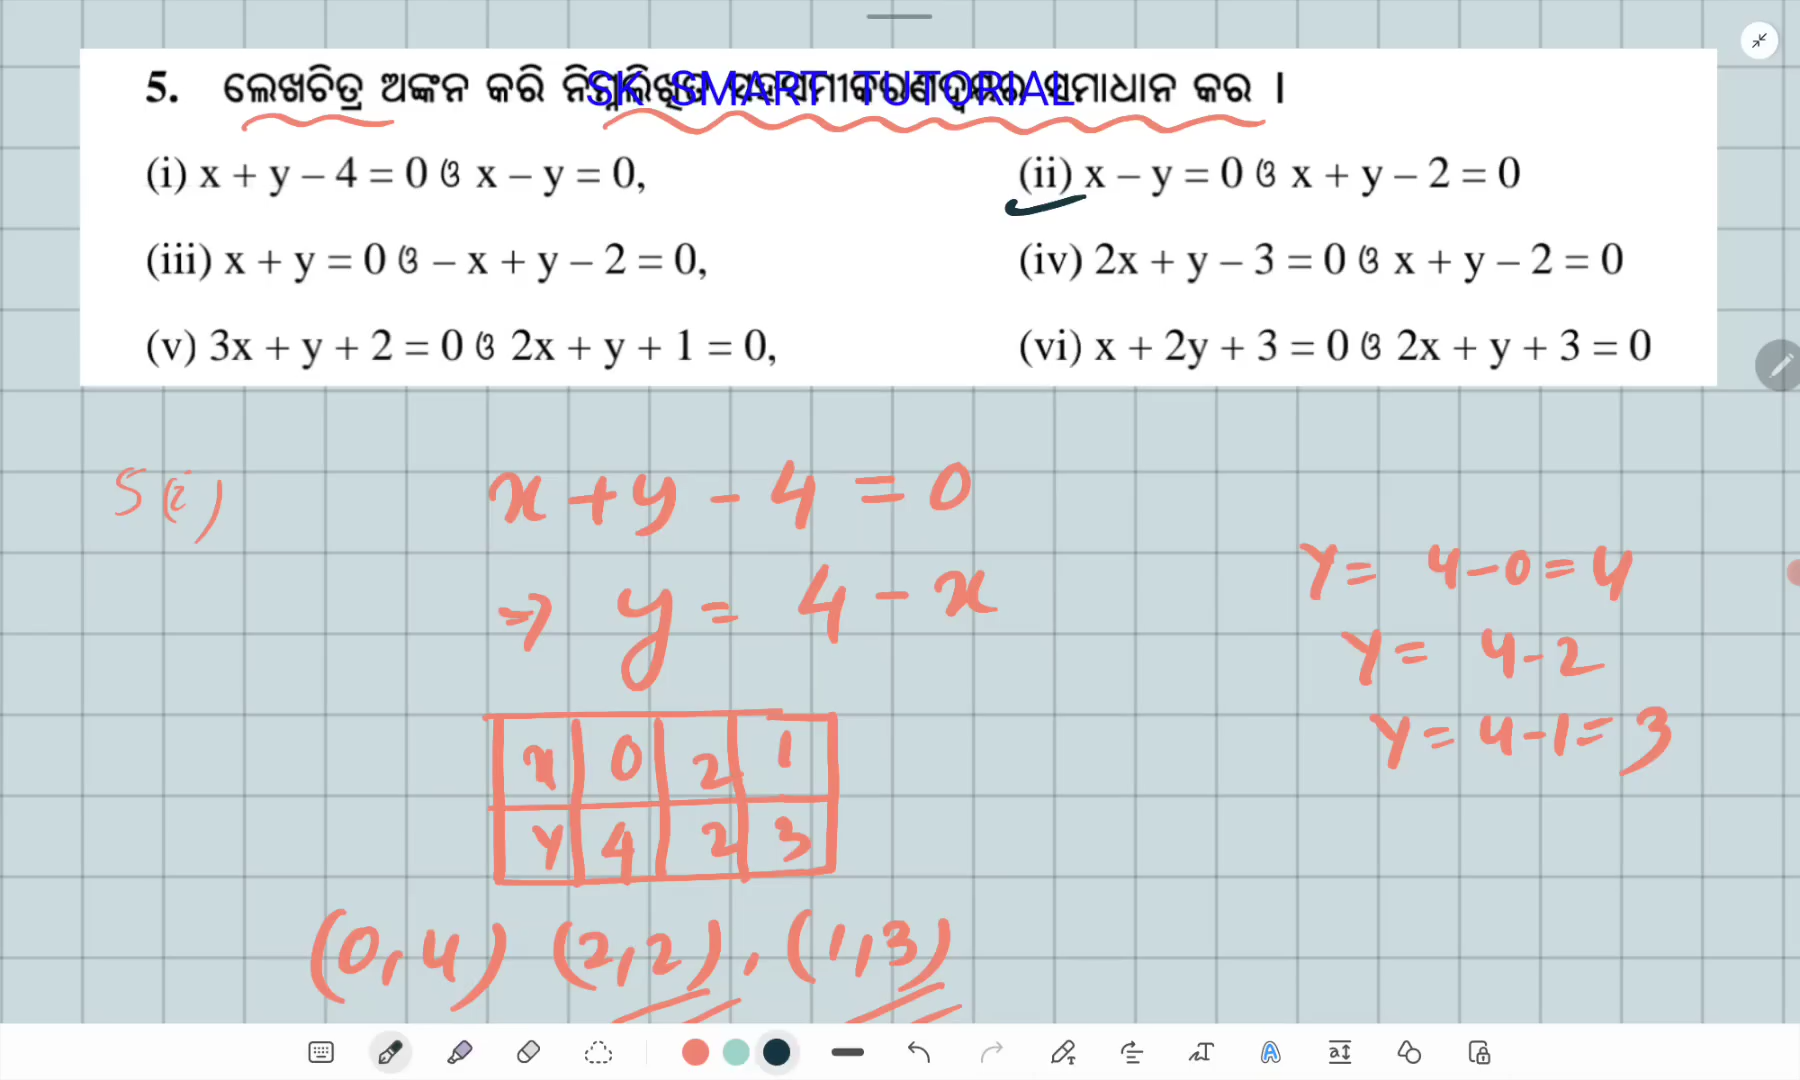 5. ଲେଖଚିତ୍ର ଅଙ୍କନ କରି ନିମ୍ନଲିଖିତ ସହସମୀକରଣଦ୍ୱୟର ସମାଧାନ କର ।
SK SMART TUTORIAL
(i) x + y – 4 = 0 ଓ x – y = 0,
(ii) x – y = 0 ଓ x + y – 2 = 0
(iii) x + y = 0 ଓ – x + y – 2 = 0,
(iv) 2x + y – 3 = 0 ଓ x + y – 2 = 0
(v) 3x + y + 2 = 0 ଓ 2x + y + 1 = 0,
(vi) x + 2y + 3 = 0 ଓ 2x + y + 3 = 0
5(i) x + y - 4 = 0
⇒ y = 4 - x
y = 4 - 0 = 4
y = 4 - 2
y = 4 - 1 = 3
x 0 2 1
y 4 2 3
(0,4) (2,2), (1,3)